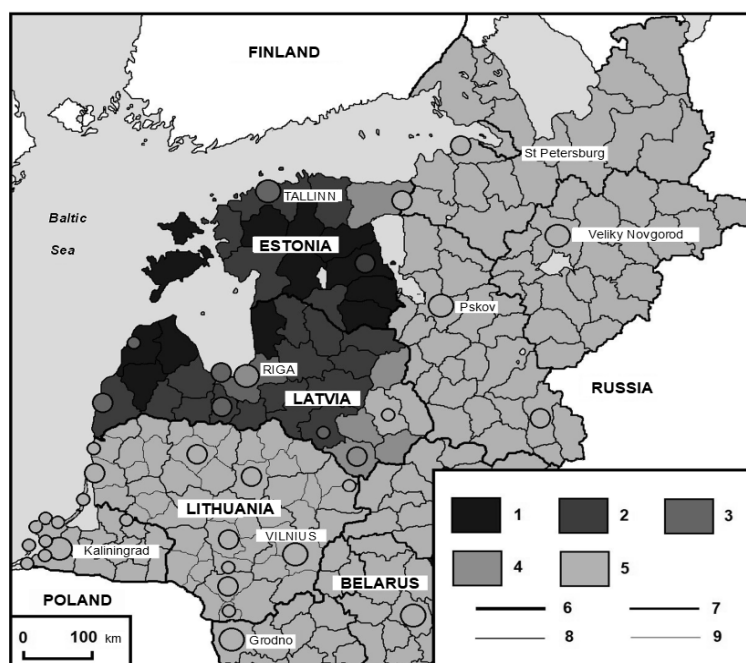 FINLAND
St Petersburg
TALLINN
Baltic
Sea
Veliky Novgorod
ESTONIA
Pskov
RIGA
RUSSIA
LATVIA
LITHUANIA
VILNIUS
Kaliningrad
BELARUS
POLAND
Grodno
0 100 km
1 2 3
4 5
6 7
8 9